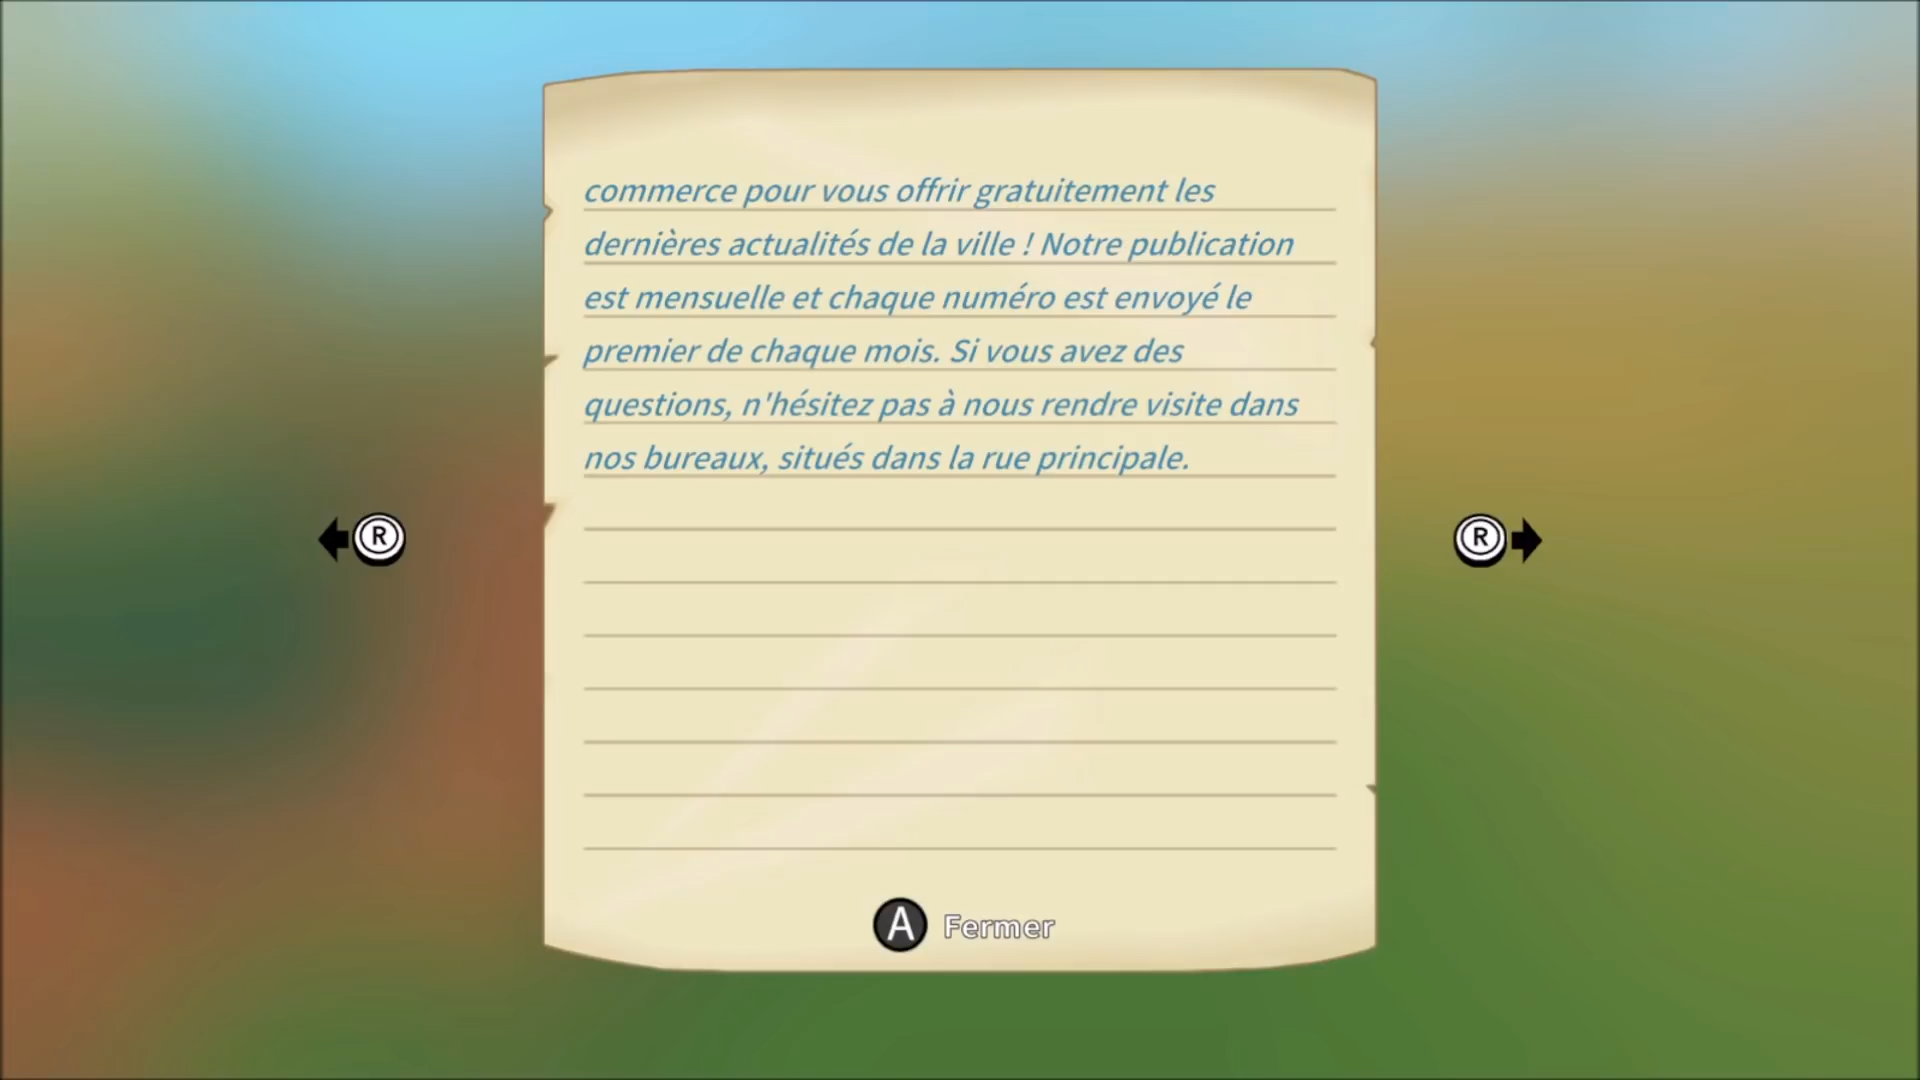 commerce pour vous offrir gratuitement les
dernières actualités de la ville ! Notre publication
est mensuelle et chaque numéro est envoyé le
premier de chaque mois. Si vous avez des
questions, n'hésitez pas à nous rendre visite dans
nos bureaux, situés dans la rue principale.
R R
A Fermer